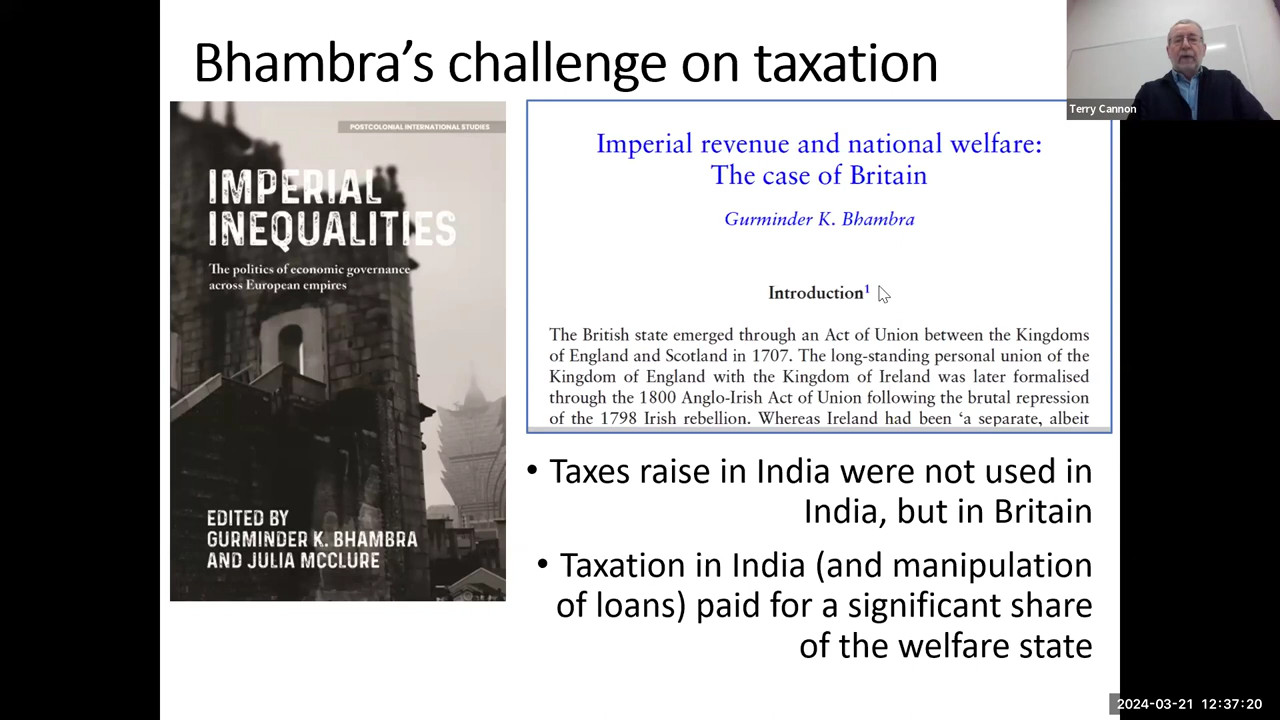 Bhambra's challenge on taxation
Terry Cannon
POSTCOLONIAL INTERNATIONAL STUDIES
IMPERIAL
INEQUALITIES
The politics of economic governance
across European empires
EDITED BY
GURMINDER K. BHAMBRA
AND JULIA MCCLURE
Imperial revenue and national welfare:
The case of Britain
Gurminder K. Bhambra
Introduction¹
The British state emerged through an Act of Union between the Kingdoms
of England and Scotland in 1707. The long-standing personal union of the
Kingdom of England with the Kingdom of Ireland was later formalised
through the 1800 Anglo-Irish Act of Union following the brutal repression
of the 1798 Irish rebellion. Whereas Ireland had been 'a separate, albeit
• Taxes raise in India were not used in
India, but in Britain
• Taxation in India (and manipulation
of loans) paid for a significant share
of the welfare state
2024-03-21 12:37:20